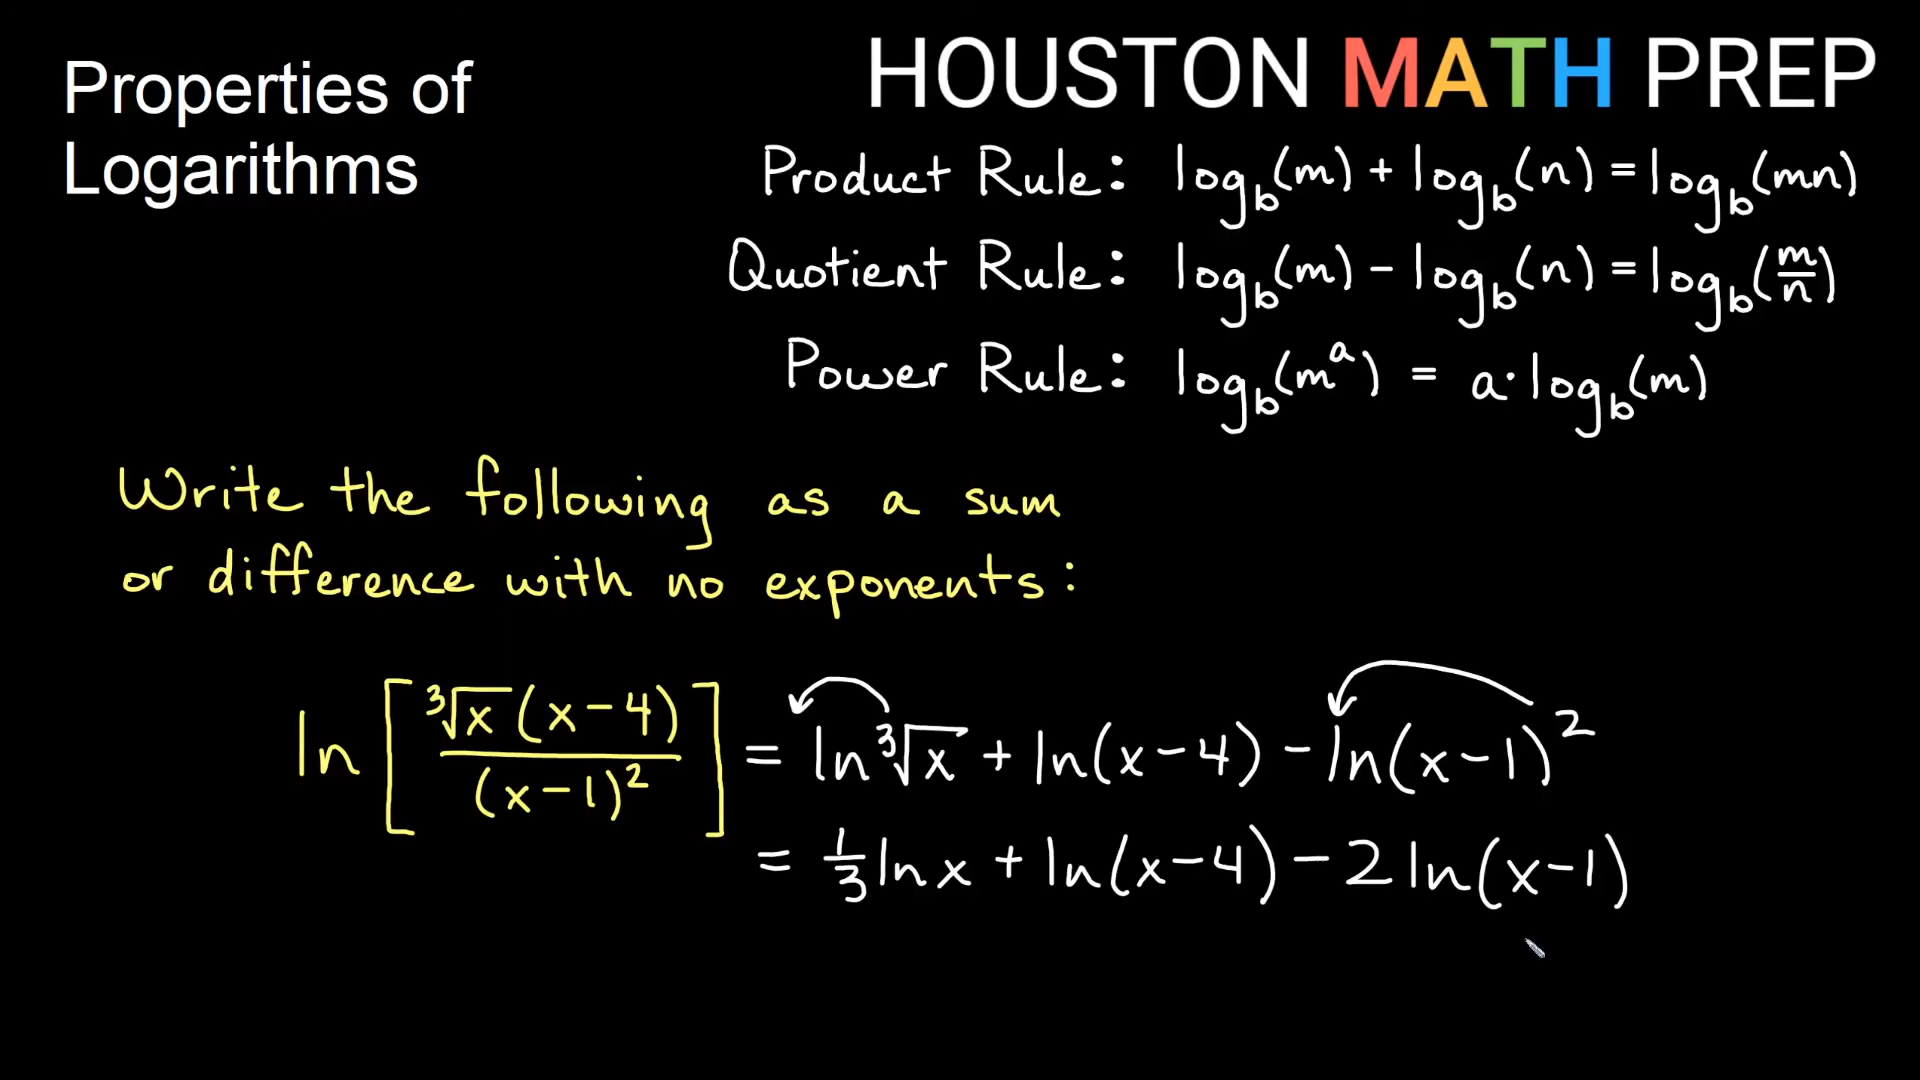 Properties of
Logarithms
HOUSTON MATH PREP
Product Rule: log_b(m) + log_b(n) = log_b(mn)
Quotient Rule: log_b(m) - log_b(n) = log_b(m/n)
Power Rule: log_b(m^a) = a·log_b(m)
Write the following as a sum
or difference with no exponents:
ln[∛x(x-4)/(x-1)²] = ln∛x + ln(x-4) - ln(x-1)²
= 1/3 lnx + ln(x-4) - 2 ln(x-1)